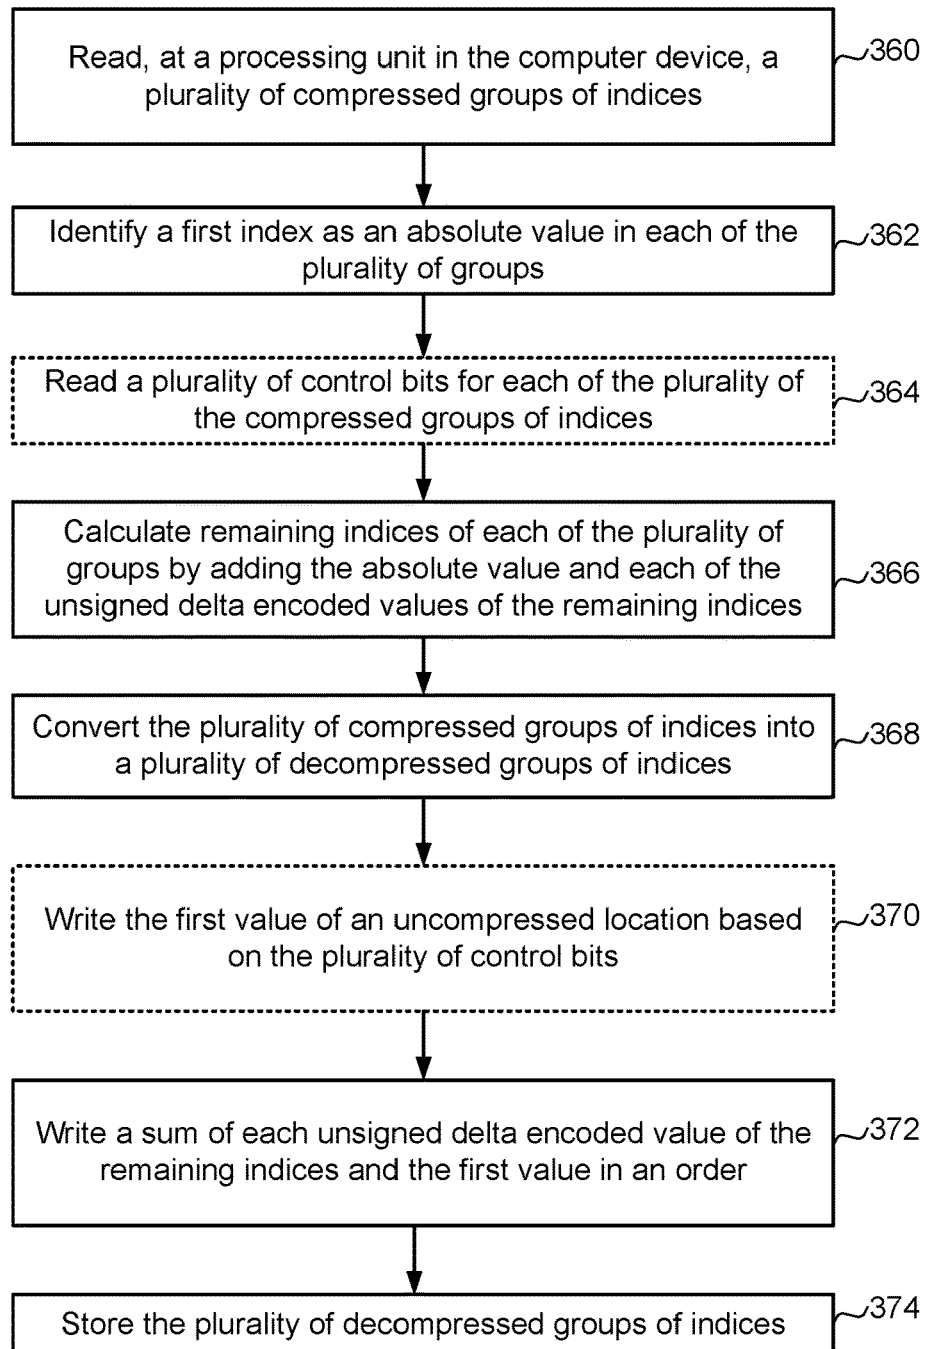 Read, at a processing unit in the computer device, a
plurality of compressed groups of indices
360
Identify a first index as an absolute value in each of the
plurality of groups
362
Read a plurality of control bits for each of the plurality of
the compressed groups of indices
364
Calculate remaining indices of each of the plurality of
groups by adding the absolute value and each of the
unsigned delta encoded values of the remaining indices
366
Convert the plurality of compressed groups of indices into
a plurality of decompressed groups of indices
368
Write the first value of an uncompressed location based
on the plurality of control bits
370
Write a sum of each unsigned delta encoded value of the
remaining indices and the first value in an order
372
Store the plurality of decompressed groups of indices
374